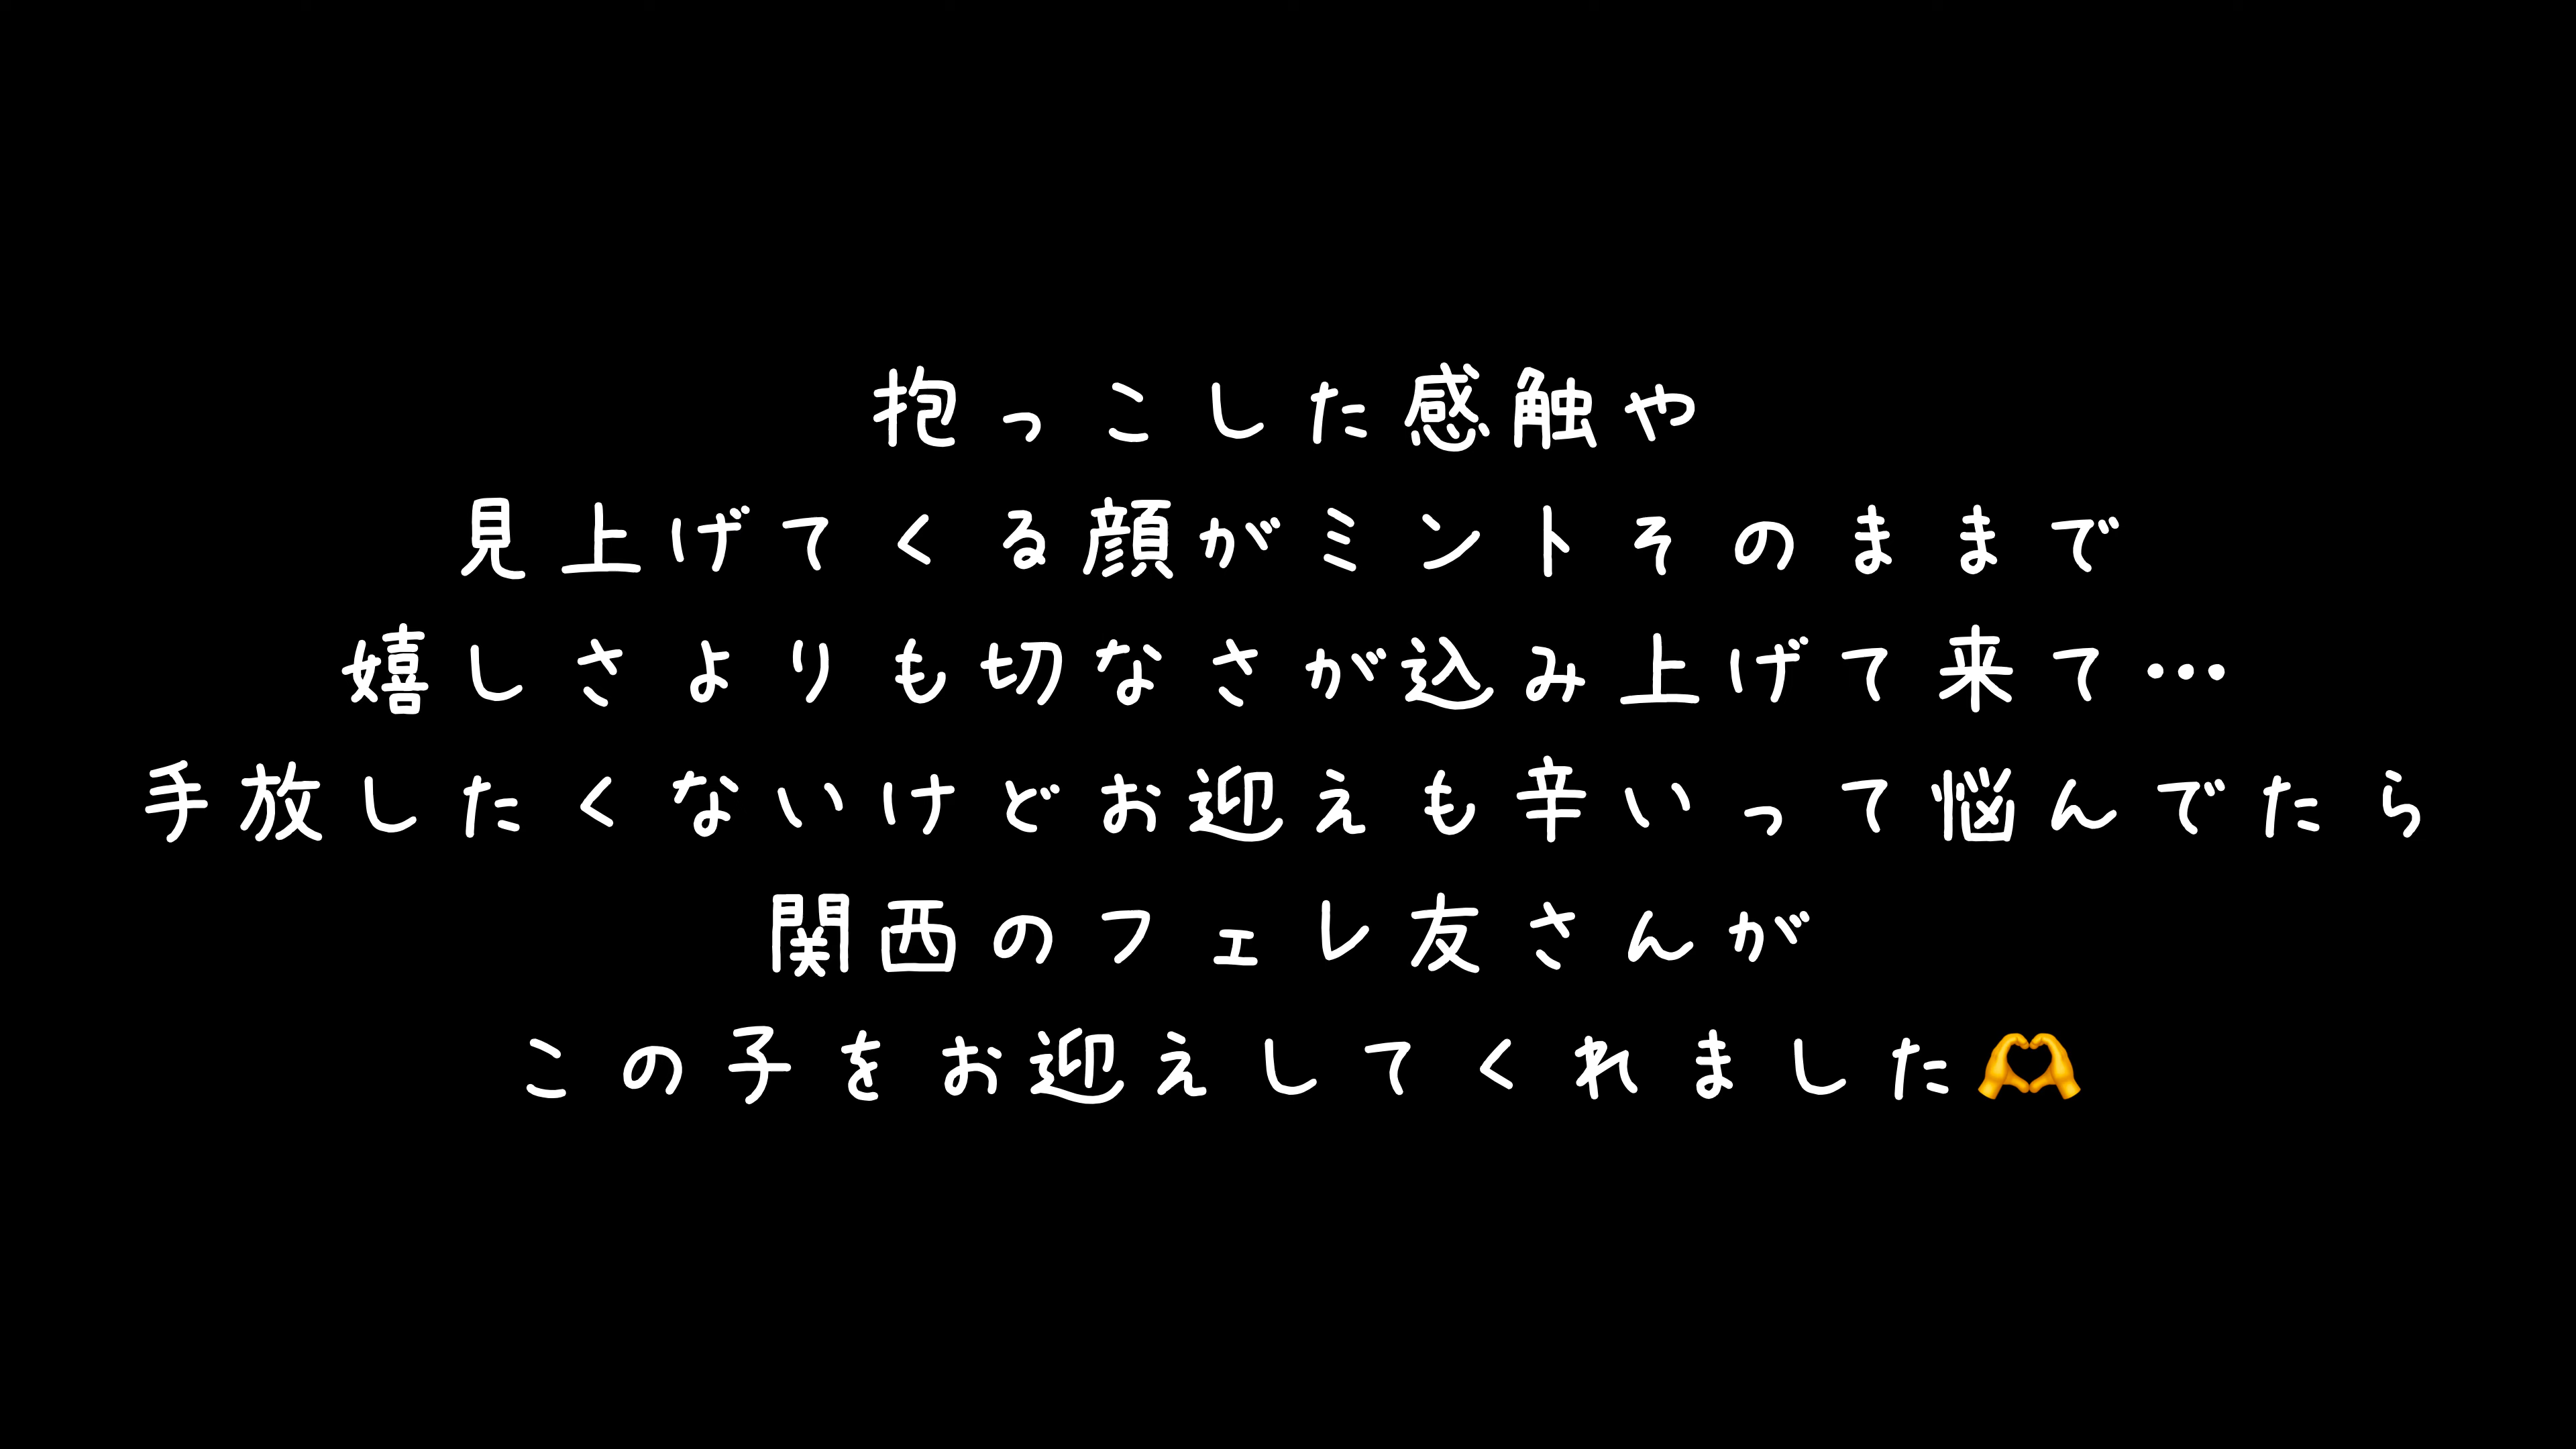 抱っこした感触や
見上げてくる顔がミントそのままで
嬉しさよりも切なさが込み上げて来て…
手放したくないけどお迎えも辛いって悩んでたら
関西のフェレ友さんが
この子をお迎えしてくれました🫶